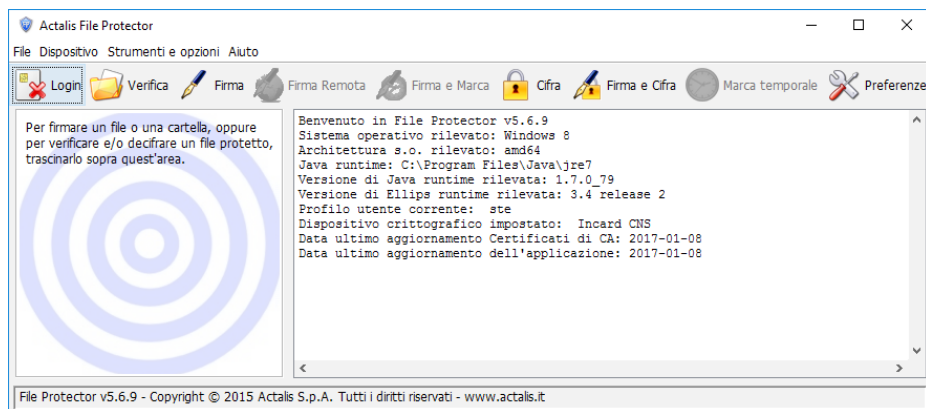 Actalis File Protector
File Dispositivo Strumenti e opzioni Aiuto
Login Verifica Firma Firma Remota Firma e Marca Cifra Firma e Cifra Marca temporale Preferenze
Per firmare un file o una cartella, oppure
per verificare e/o decifrare un file protetto,
trascinarlo sopra quest'area.
Benvenuto in File Protector v5.6.9
Sistema operativo rilevato: Windows 8
Architettura s.o. rilevato: amd64
Java runtime: C:\Program Files\Java\jre7
Versione di Java runtime rilevata: 1.7.0_79
Versione di Ellips runtime rilevata: 3.4 release 2
Profilo utente corrente:  ste
Dispositivo crittografico impostato:  Incard CNS
Data ultimo aggiornamento Certificati di CA: 2017-01-08
Data ultimo aggiornamento dell'applicazione: 2017-01-08
File Protector v5.6.9 - Copyright © 2015 Actalis S.p.A. Tutti i diritti riservati - www.actalis.it